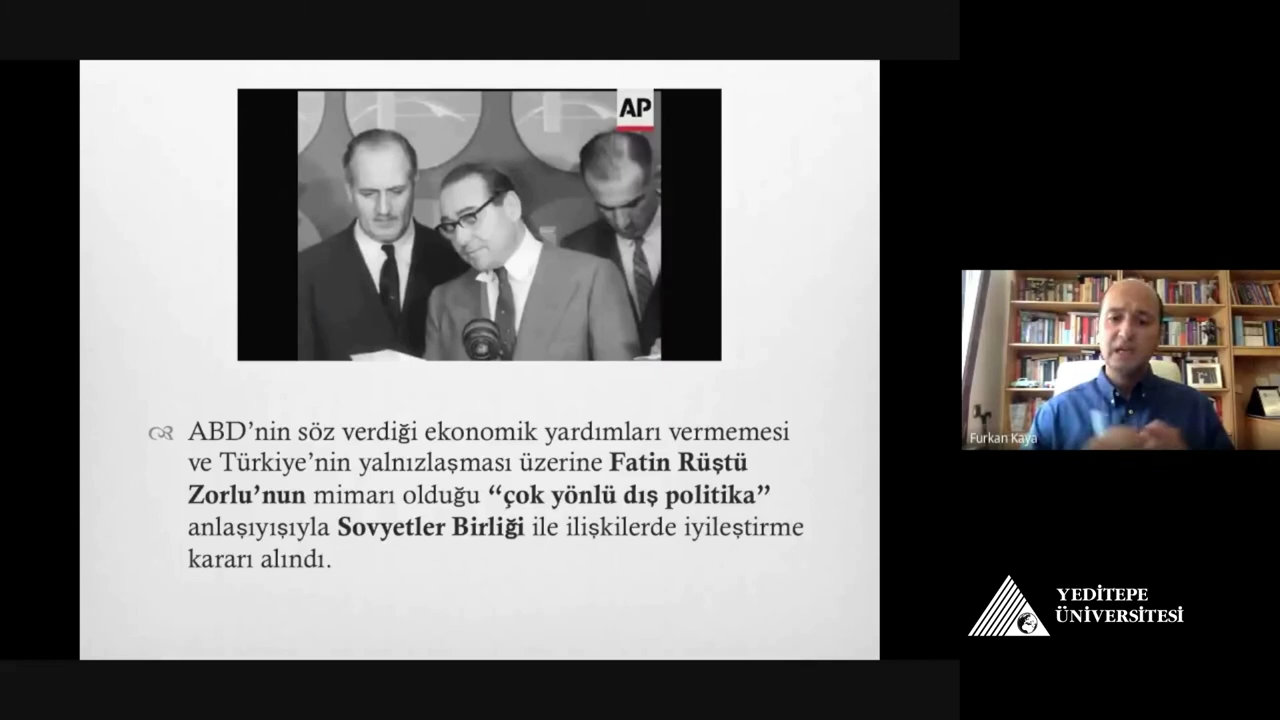 AP
ABD’nin söz verdiği ekonomik yardımları vermemesi
ve Türkiye’nin yalnızlaşması üzerine Fatin Rüştü
Zorlu’nun mimarı olduğu “çok yönlü dış politika”
anlaşıyışıyla Sovyetler Birliği ile ilişkilerde iyileştirme
kararı alındı.
Furkan Kaya
YEDİTEPE
ÜNİVERSİTESİ